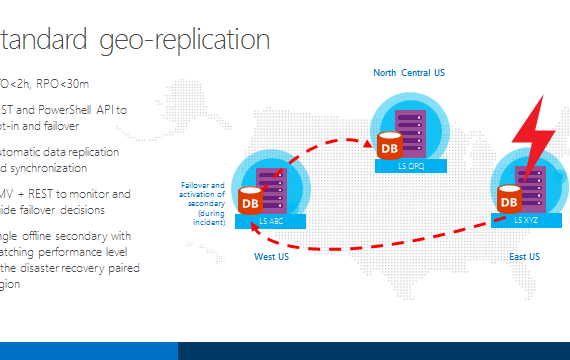 tandard geo-replication
O<2h, RPO<30m
ST and PowerShell API to
t-in and failover
utomatic data replication
d synchronization
MV + REST to monitor and
ide failover decisions
ngle offline secondary with
atching performance level
the disaster recovery paired
gion
North Central US
DB
LS OPQ
Failover and
activation of
secondary
(during
incident)
DB
LS ABC
West US
DB
LS XYZ
East US